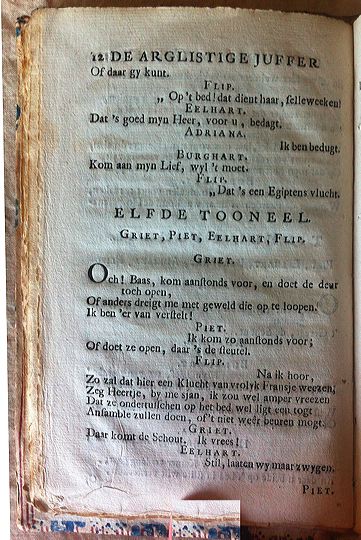 12 DE ARGLISTIGE JUFFER
Of daar gy kunt.
FLIP.
„ Op 't bed! dat dient haar, felleweeken!
EELHART.
Dat 's goed myn Heer, voor u, bedagt.
ADRIANA.
Ik ben bedugt.
BURGHART.
Kom aan myn Lief, wyl 't moet.
FLIP.
„Dat 's een Egiptens vlucht.
ELFDE TOONEEL.
GRIET, PIET, EELHART, FLIP.
GRIET.
Och! Baas, kom aanstonds voor, en doet de deur
toch open,
Of anders dreigt me met geweld die op te loopen.
Ik ben 'er van verstelt!
PIET.
Ik kom zo aanstonds voor;
Of doet ze open, daar 's de sleutel.
FLIP.
Na ik hoor,
Zo zal dat hier een Klucht van vrolyk Fransje weezen,
Zeg Heertje, by me sjan, ik zou wel amper vreezen
Dat ze ondertusschen op het bed wel ligt een togt
Ansamble zullen doen, of 't niet weêr beuren mogt.
GRIET.
Daar komt de Schout. Ik vrees!
EELHART.
Stil, laaten wy maar zwygen.
PIET.